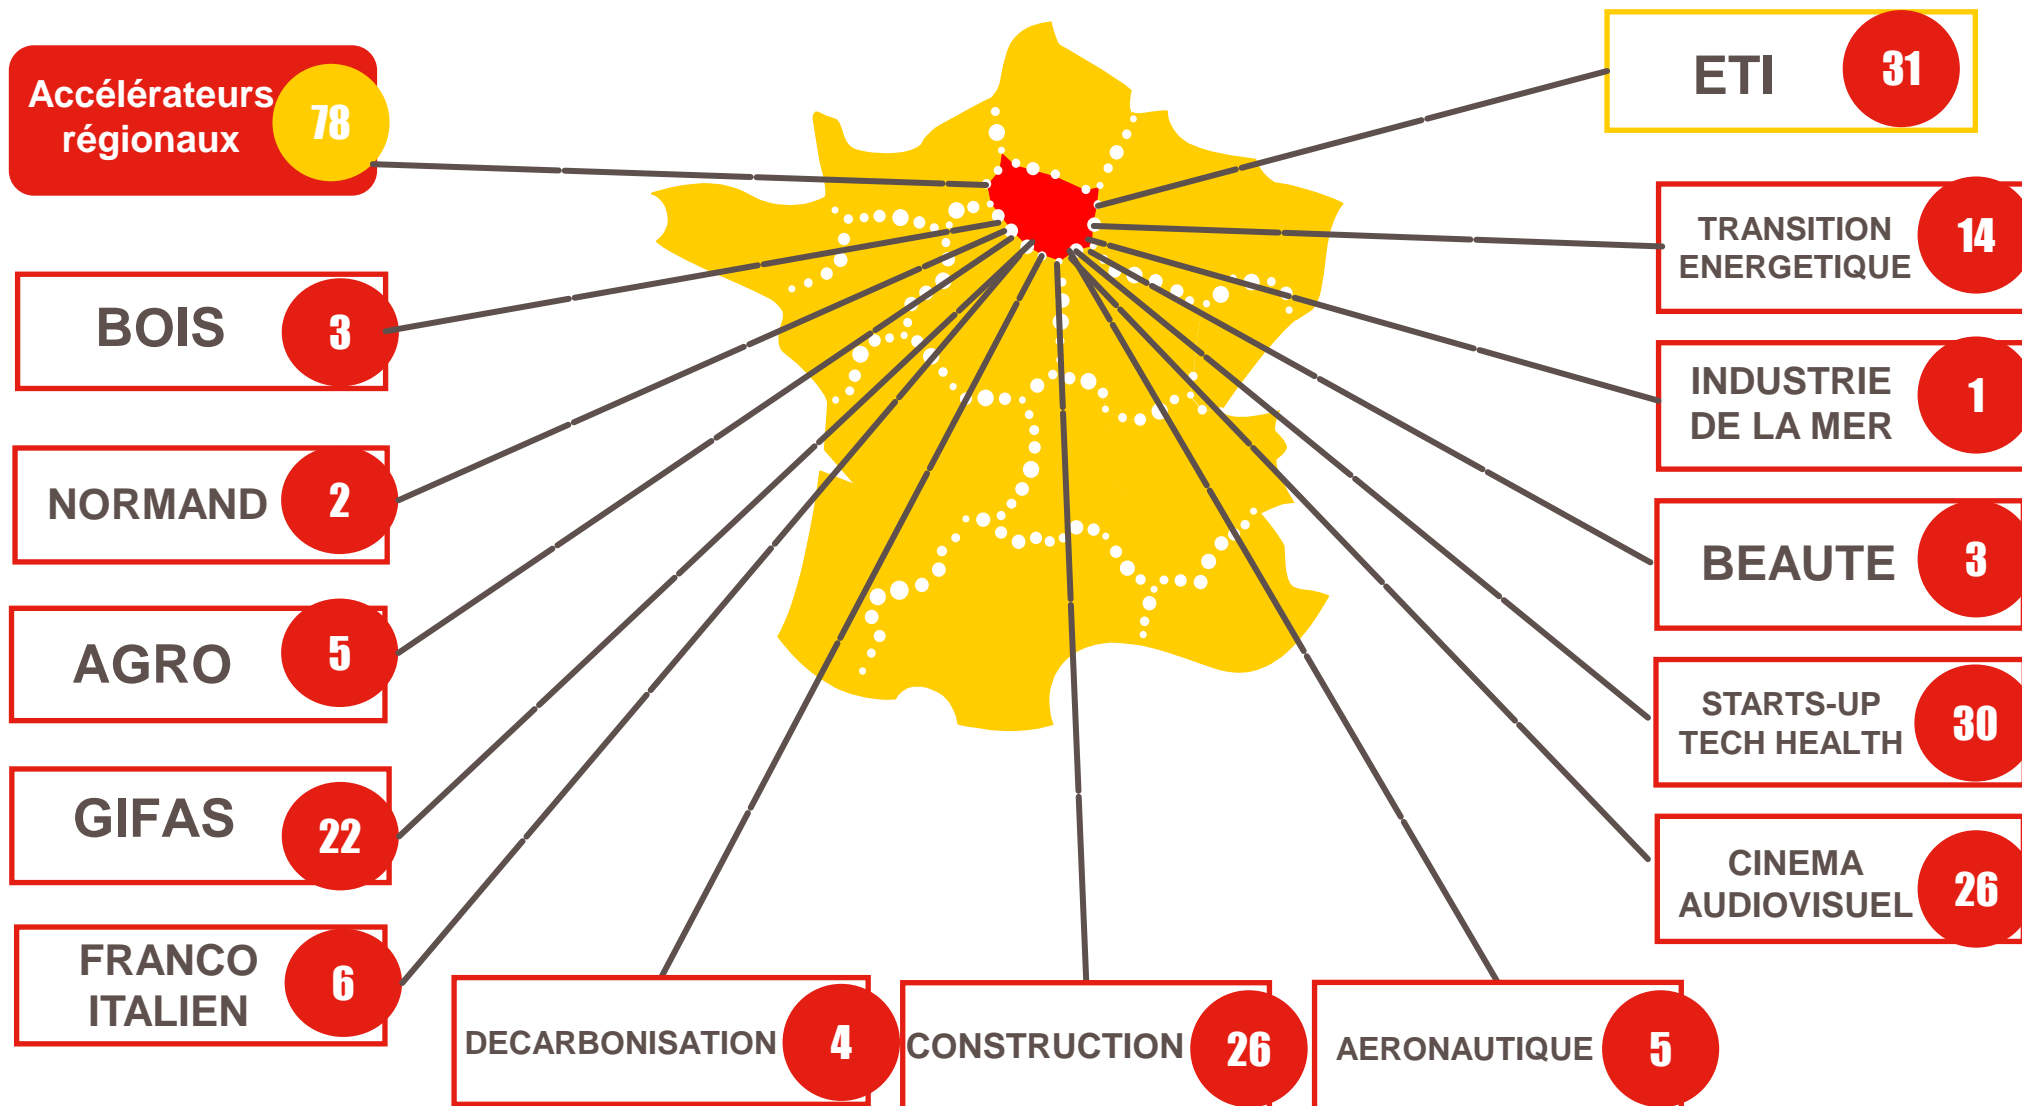 Accélérateurs
régionaux
78
BOIS
3
NORMAND
2
AGRO
5
GIFAS
22
FRANCO
ITALIEN
6
DECARBONISATION
4
CONSTRUCTION
26
AERONAUTIQUE
5
ETI
31
TRANSITION
ENERGETIQUE
14
INDUSTRIE
DE LA MER
1
BEAUTE
3
STARTS-UP
TECH HEALTH
30
CINEMA
AUDIOVISUEL
26